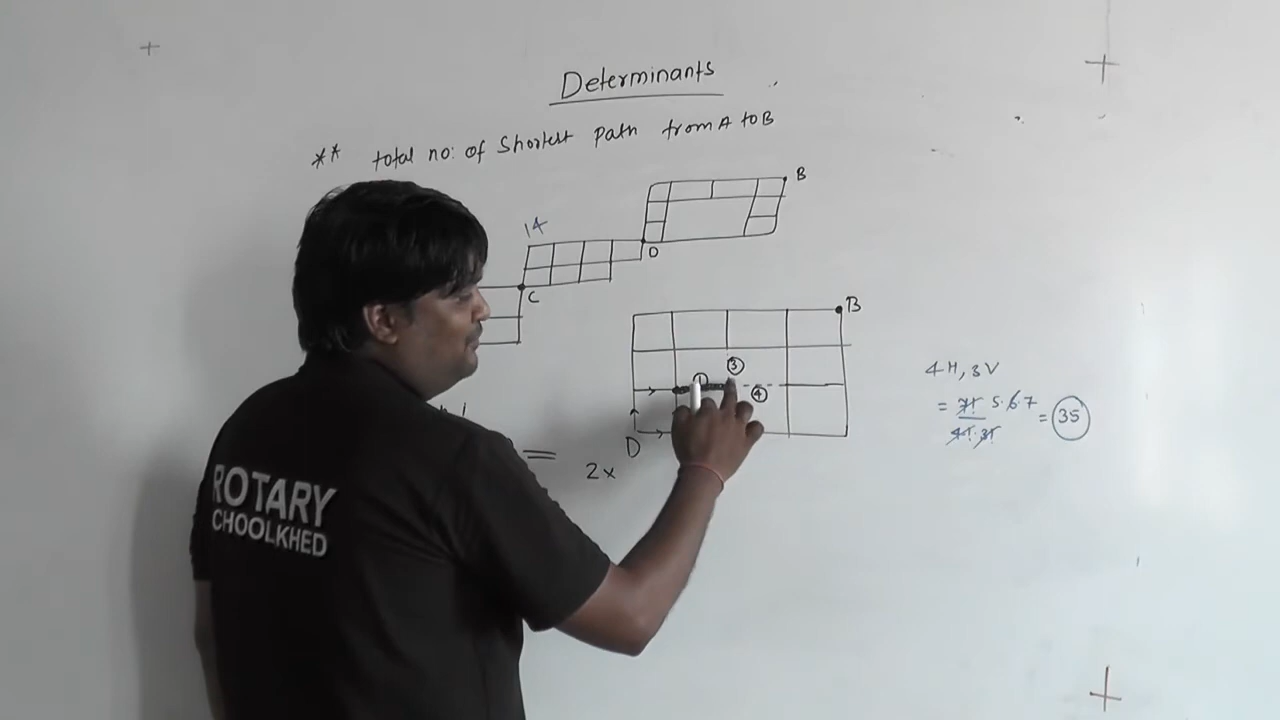 Determinants
** total no: of Shortest Path from A to B
B
14
D
C
B
3
1
4
D
2x
=
4H, 3V
= 7! 5.6.7 = 35
4! 3!
ROTARY
CHOOLKHED